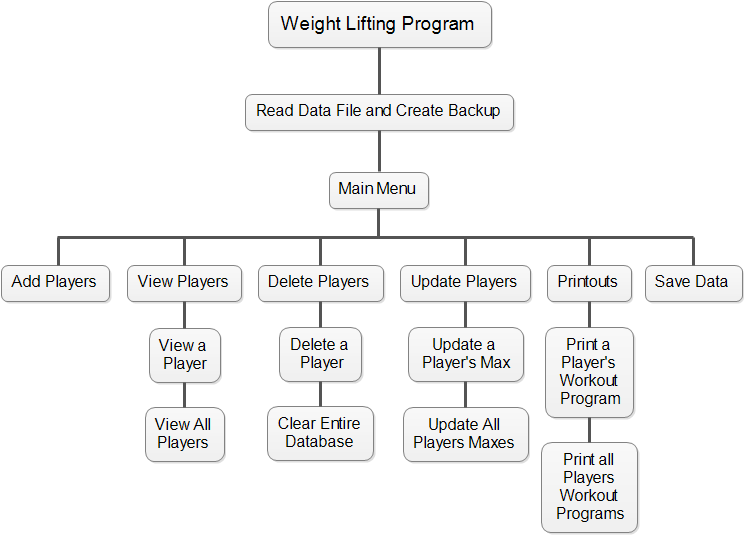 Weight Lifting Program
Read Data File and Create Backup
Main Menu
Add Players
View Players
Delete Players
Update Players
Printouts
Save Data
View a
Player
Delete a
Player
Update a
Player's Max
Print a
Player's
Workout
Program
View All
Players
Clear Entire
Database
Update All
Players Maxes
Print all
Players
Workout
Programs